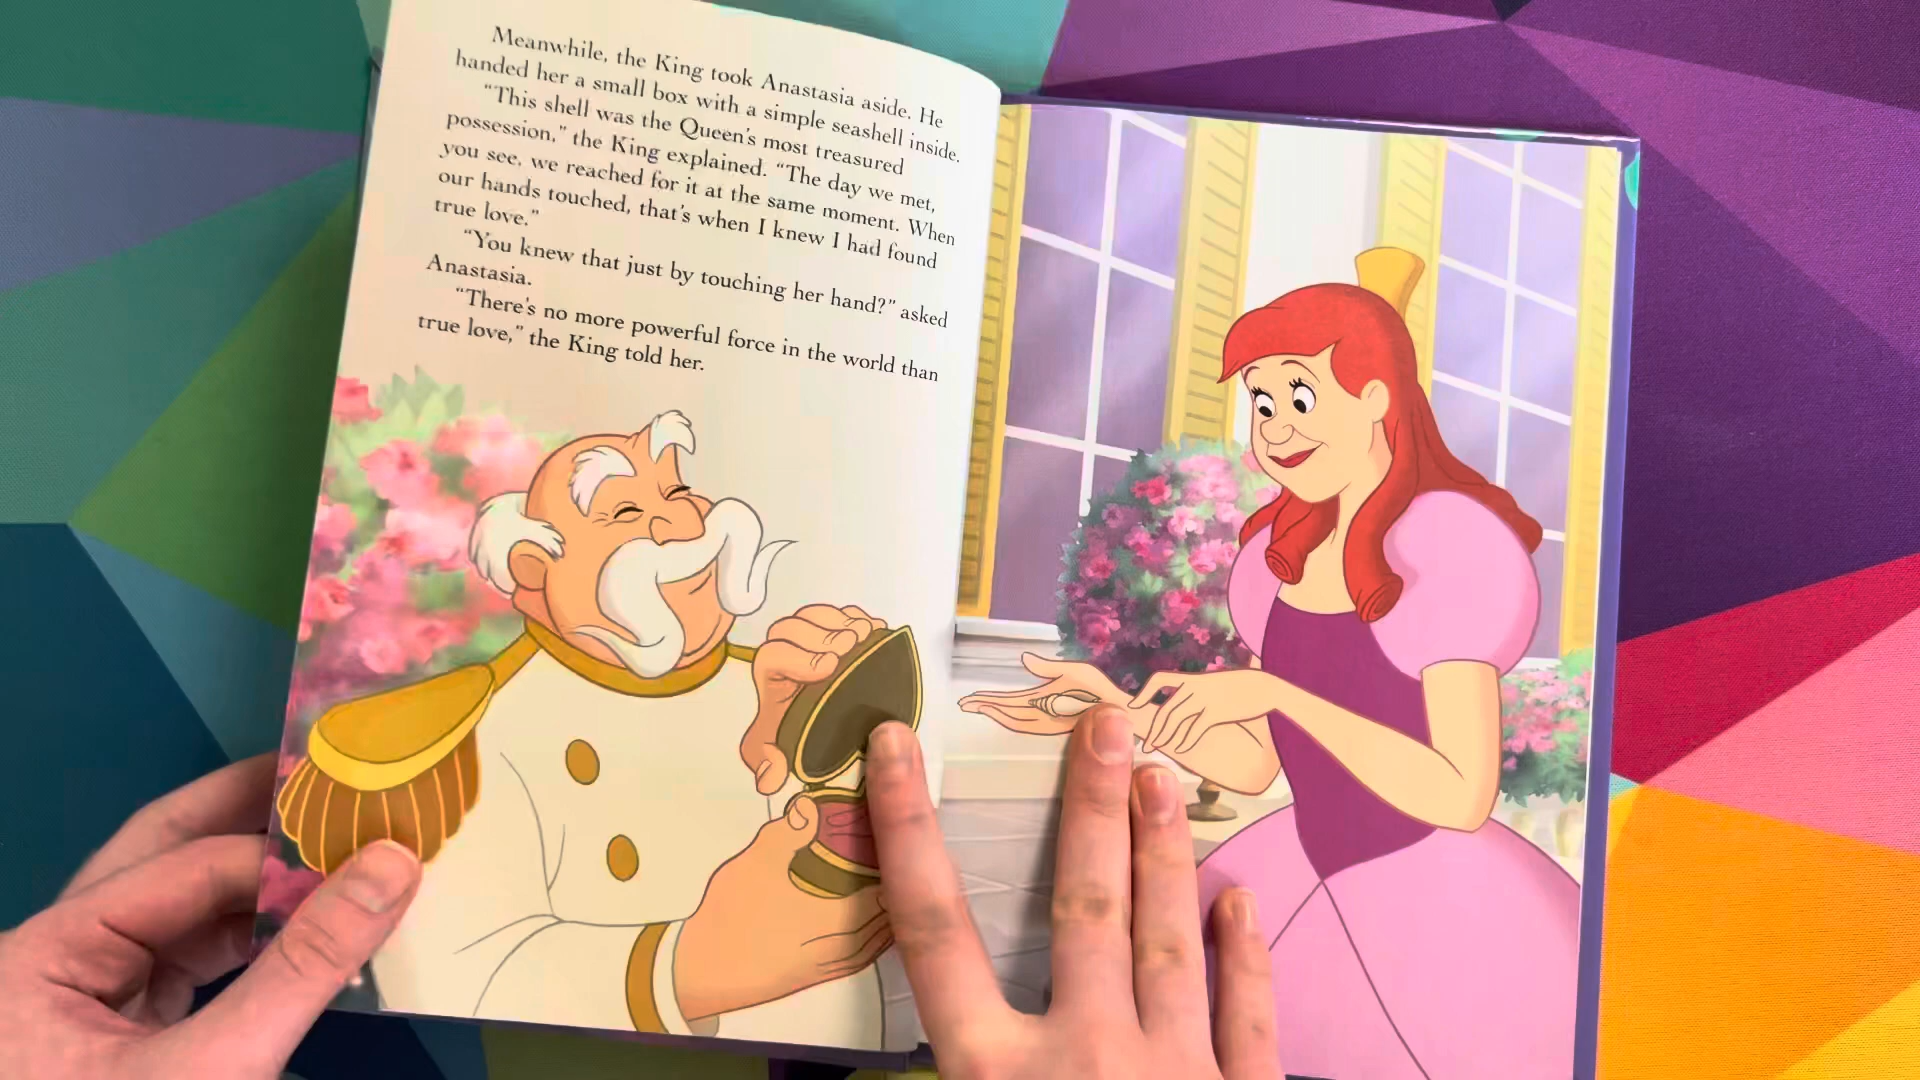 Meanwhile, the King took Anastasia aside. He
handed her a small box with a simple seashell inside.
“This shell was the Queen’s most treasured
possession,” the King explained. “The day we met,
you see, we reached for it at the same moment. When
our hands touched, that’s when I knew I had found
true love.”
“You knew that just by touching her hand?” asked
Anastasia.
“There’s no more powerful force in the world than
true love,” the King told her.